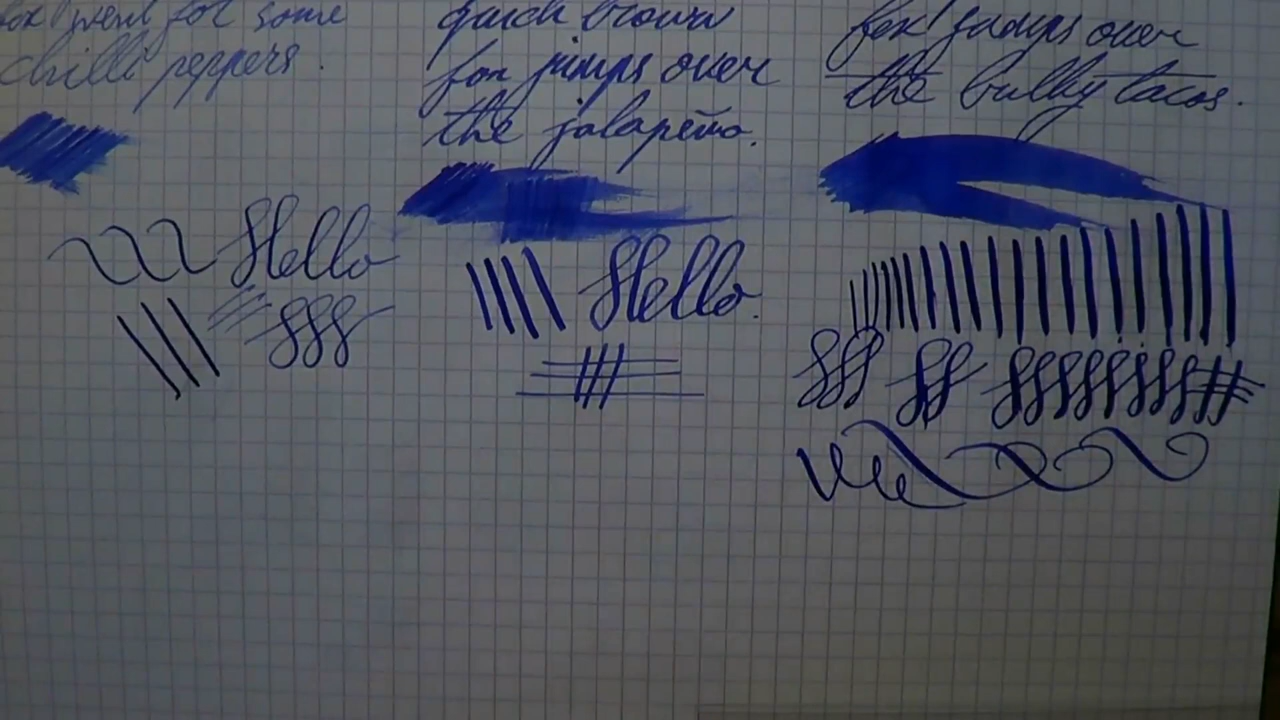 fox went for some
chilli peppers.
quick brown
fox jumps over
the jalapeño.
fox jumps over
the bulky tacos.
Hello
Hello.